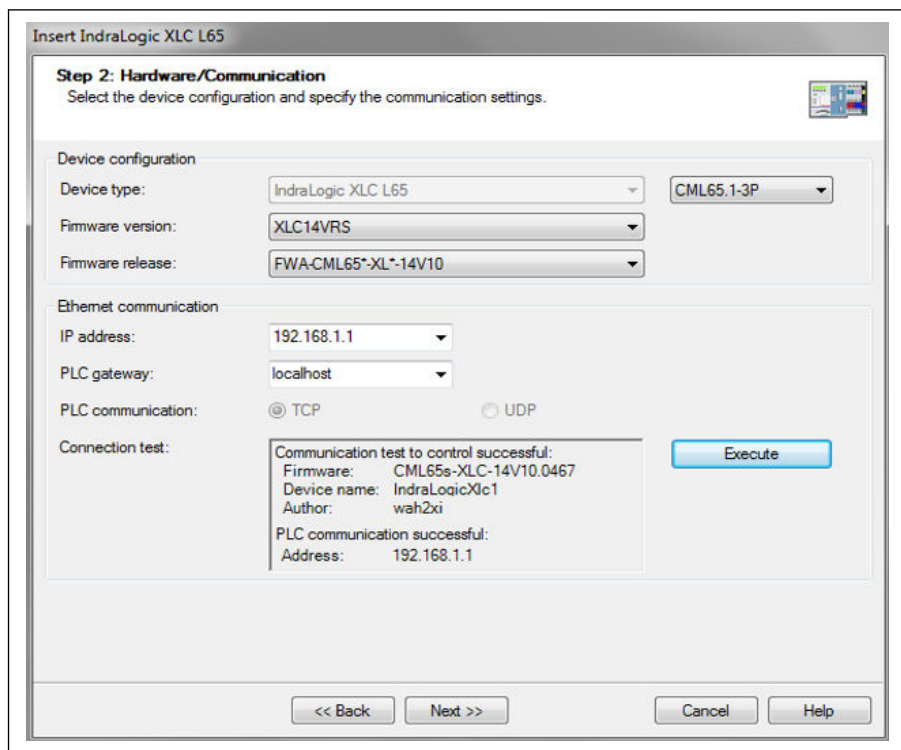 Insert IndraLogic XLC L65
Step 2: Hardware/Communication
Select the device configuration and specify the communication settings.
Device configuration
Device type: IndraLogic XLC L65 CML65.1-3P
Firmware version: XLC14VRS
Firmware release: FWA-CML65*-XL*-14V10
Ethernet communication
IP address: 192.168.1.1
PLC gateway: localhost
PLC communication: TCP UDP
Connection test: Communication test to control successful: Execute
Firmware: CML65s-XLC-14V10.0467
Device name: IndraLogicXlc1
Author: wah2xi
PLC communication successful:
Address: 192.168.1.1
<< Back Next >> Cancel Help